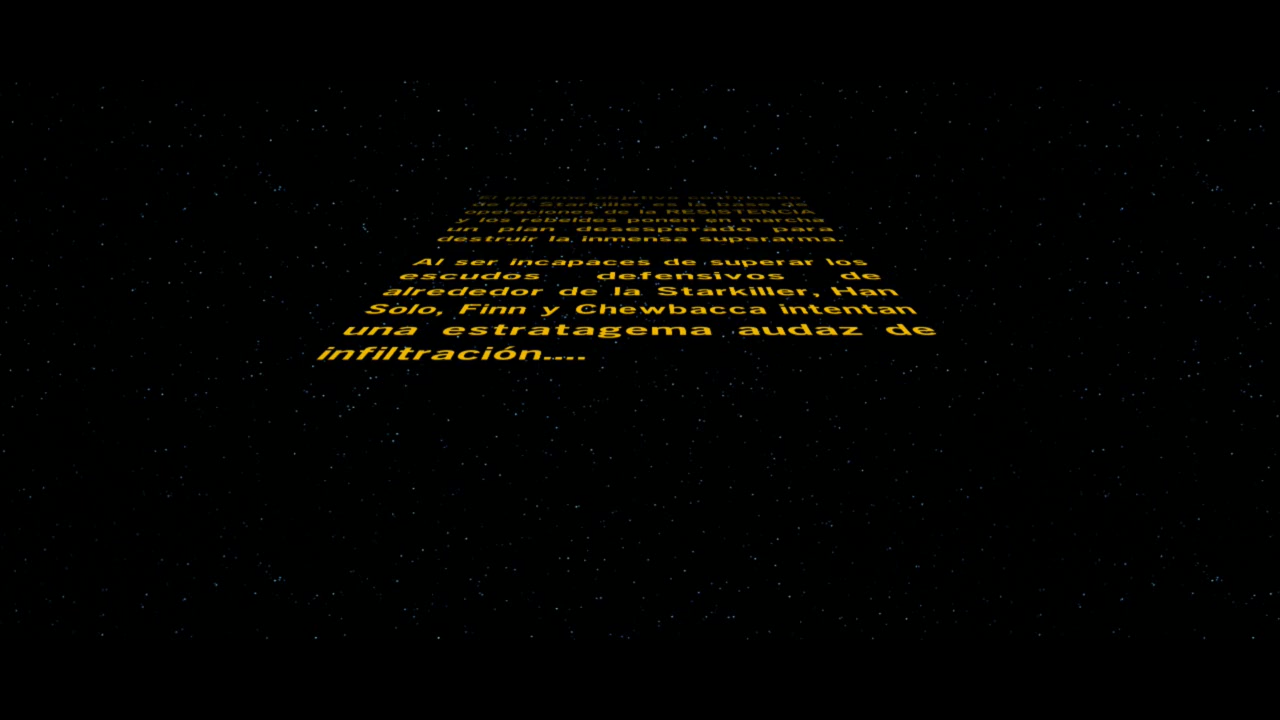 El próximo objetivo confirmado
de la Starkiller es la base de
operaciones de la RESISTENCIA
y los rebeldes ponen en marcha
un plan desesperado para
destruir la inmensa superarma.
Al ser incapaces de superar los
escudos defensivos de
alrededor de la Starkiller, Han
Solo, Finn y Chewbacca intentan
una estratagema audaz de
infiltración....